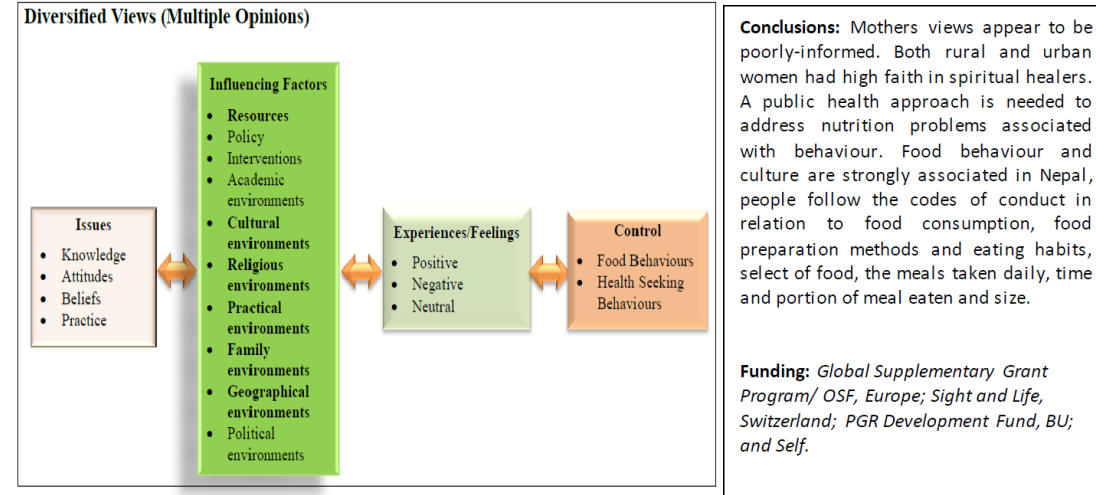 Diversified Views (Multiple Opinions)
Issues
• Knowledge
• Attitudes
• Beliefs
• Practice
Influencing Factors
• Resources
• Policy
• Interventions
• Academic
environments
• Cultural
environments
• Religious
environments
• Practical
environments
• Family
environments
• Geographical
environments
• Political
environments
Experiences/Feelings
• Positive
• Negative
• Neutral
Control
• Food Behaviours
• Health Seeking
Behaviours
Conclusions: Mothers views appear to be
poorly-informed. Both rural and urban
women had high faith in spiritual healers.
A public health approach is needed to
address nutrition problems associated
with behaviour. Food behaviour and
culture are strongly associated in Nepal,
people follow the codes of conduct in
relation to food consumption, food
preparation methods and eating habits,
select of food, the meals taken daily, time
and portion of meal eaten and size.
Funding: Global Supplementary Grant
Program/ OSF, Europe; Sight and Life,
Switzerland; PGR Development Fund, BU;
and Self.